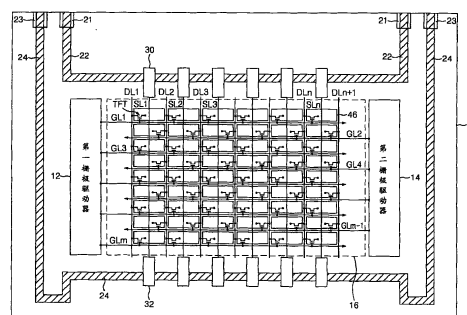 23 21 21 23
22 30 22
24 24
DL1 DL2 DL3 DLn DLn+1
TFT SL1 SL2 SL3 SLn 46
GL1 GL2
GL3 GL4
12 第一栅极驱动器 第二栅极驱动器 14
GLm GLm-1
24 32 16